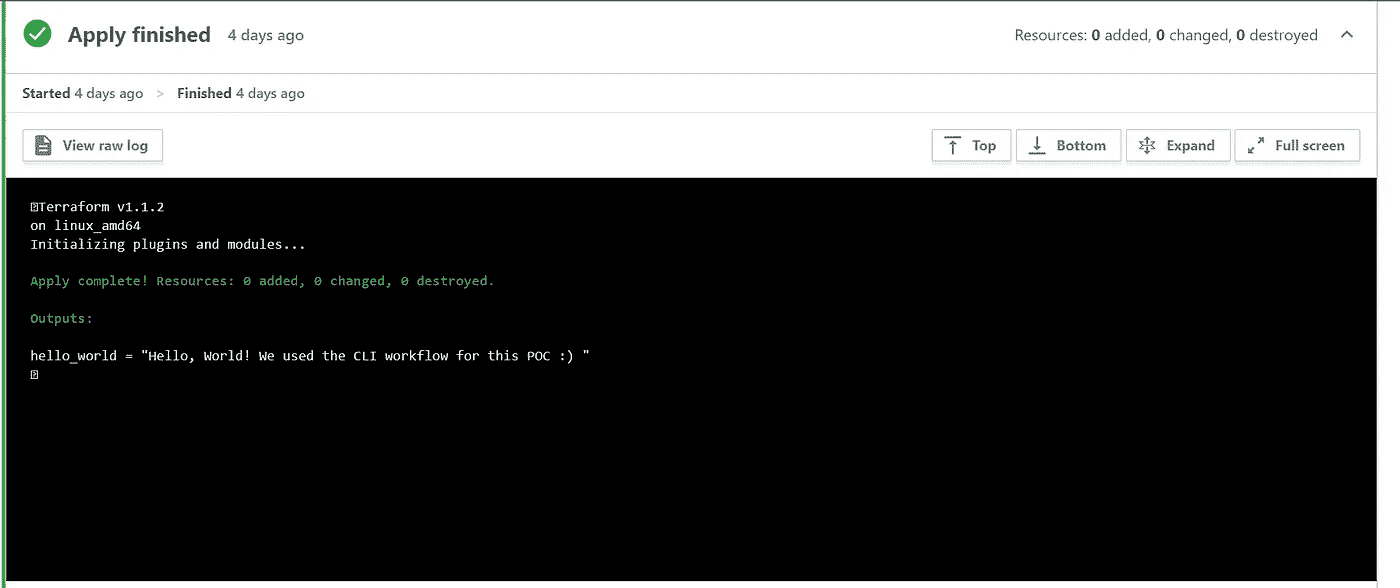 Apply finished 4 days ago Resources: 0 added, 0 changed, 0 destroyed
Started 4 days ago > Finished 4 days ago
View raw log Top Bottom Expand Full screen
Terraform v1.1.2
on linux_amd64
Initializing plugins and modules...
Apply complete! Resources: 0 added, 0 changed, 0 destroyed.
Outputs:
hello_world = "Hello, World! We used the CLI workflow for this POC :) "